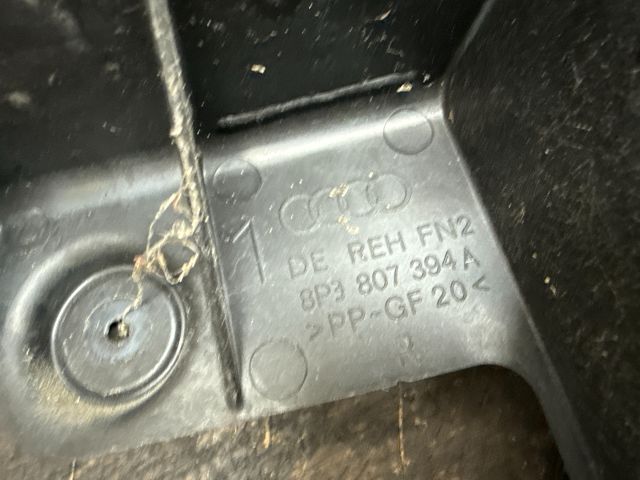 1
DE REH FN2
8P3 807 394 A
>PP-GF 20<
R